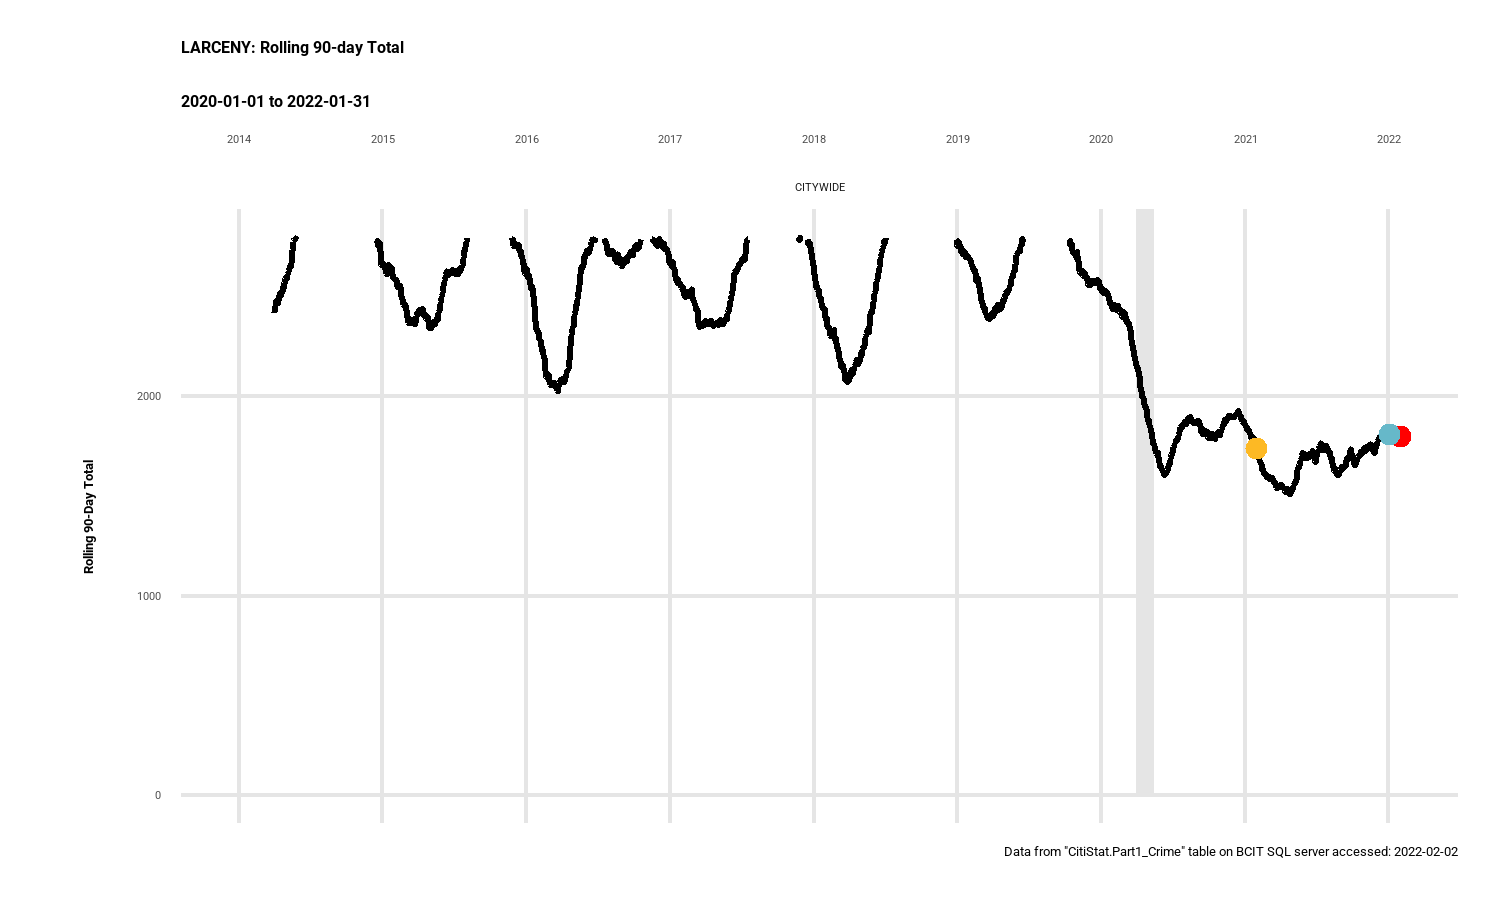 LARCENY: Rolling 90-day Total
2020-01-01 to 2022-01-31
2014 2015 2016 2017 2018 2019 2020 2021 2022
CITYWIDE
2000
Rolling 90-Day Total
1000
0
Data from "CitiStat.Part1_Crime" table on BCIT SQL server accessed: 2022-02-02